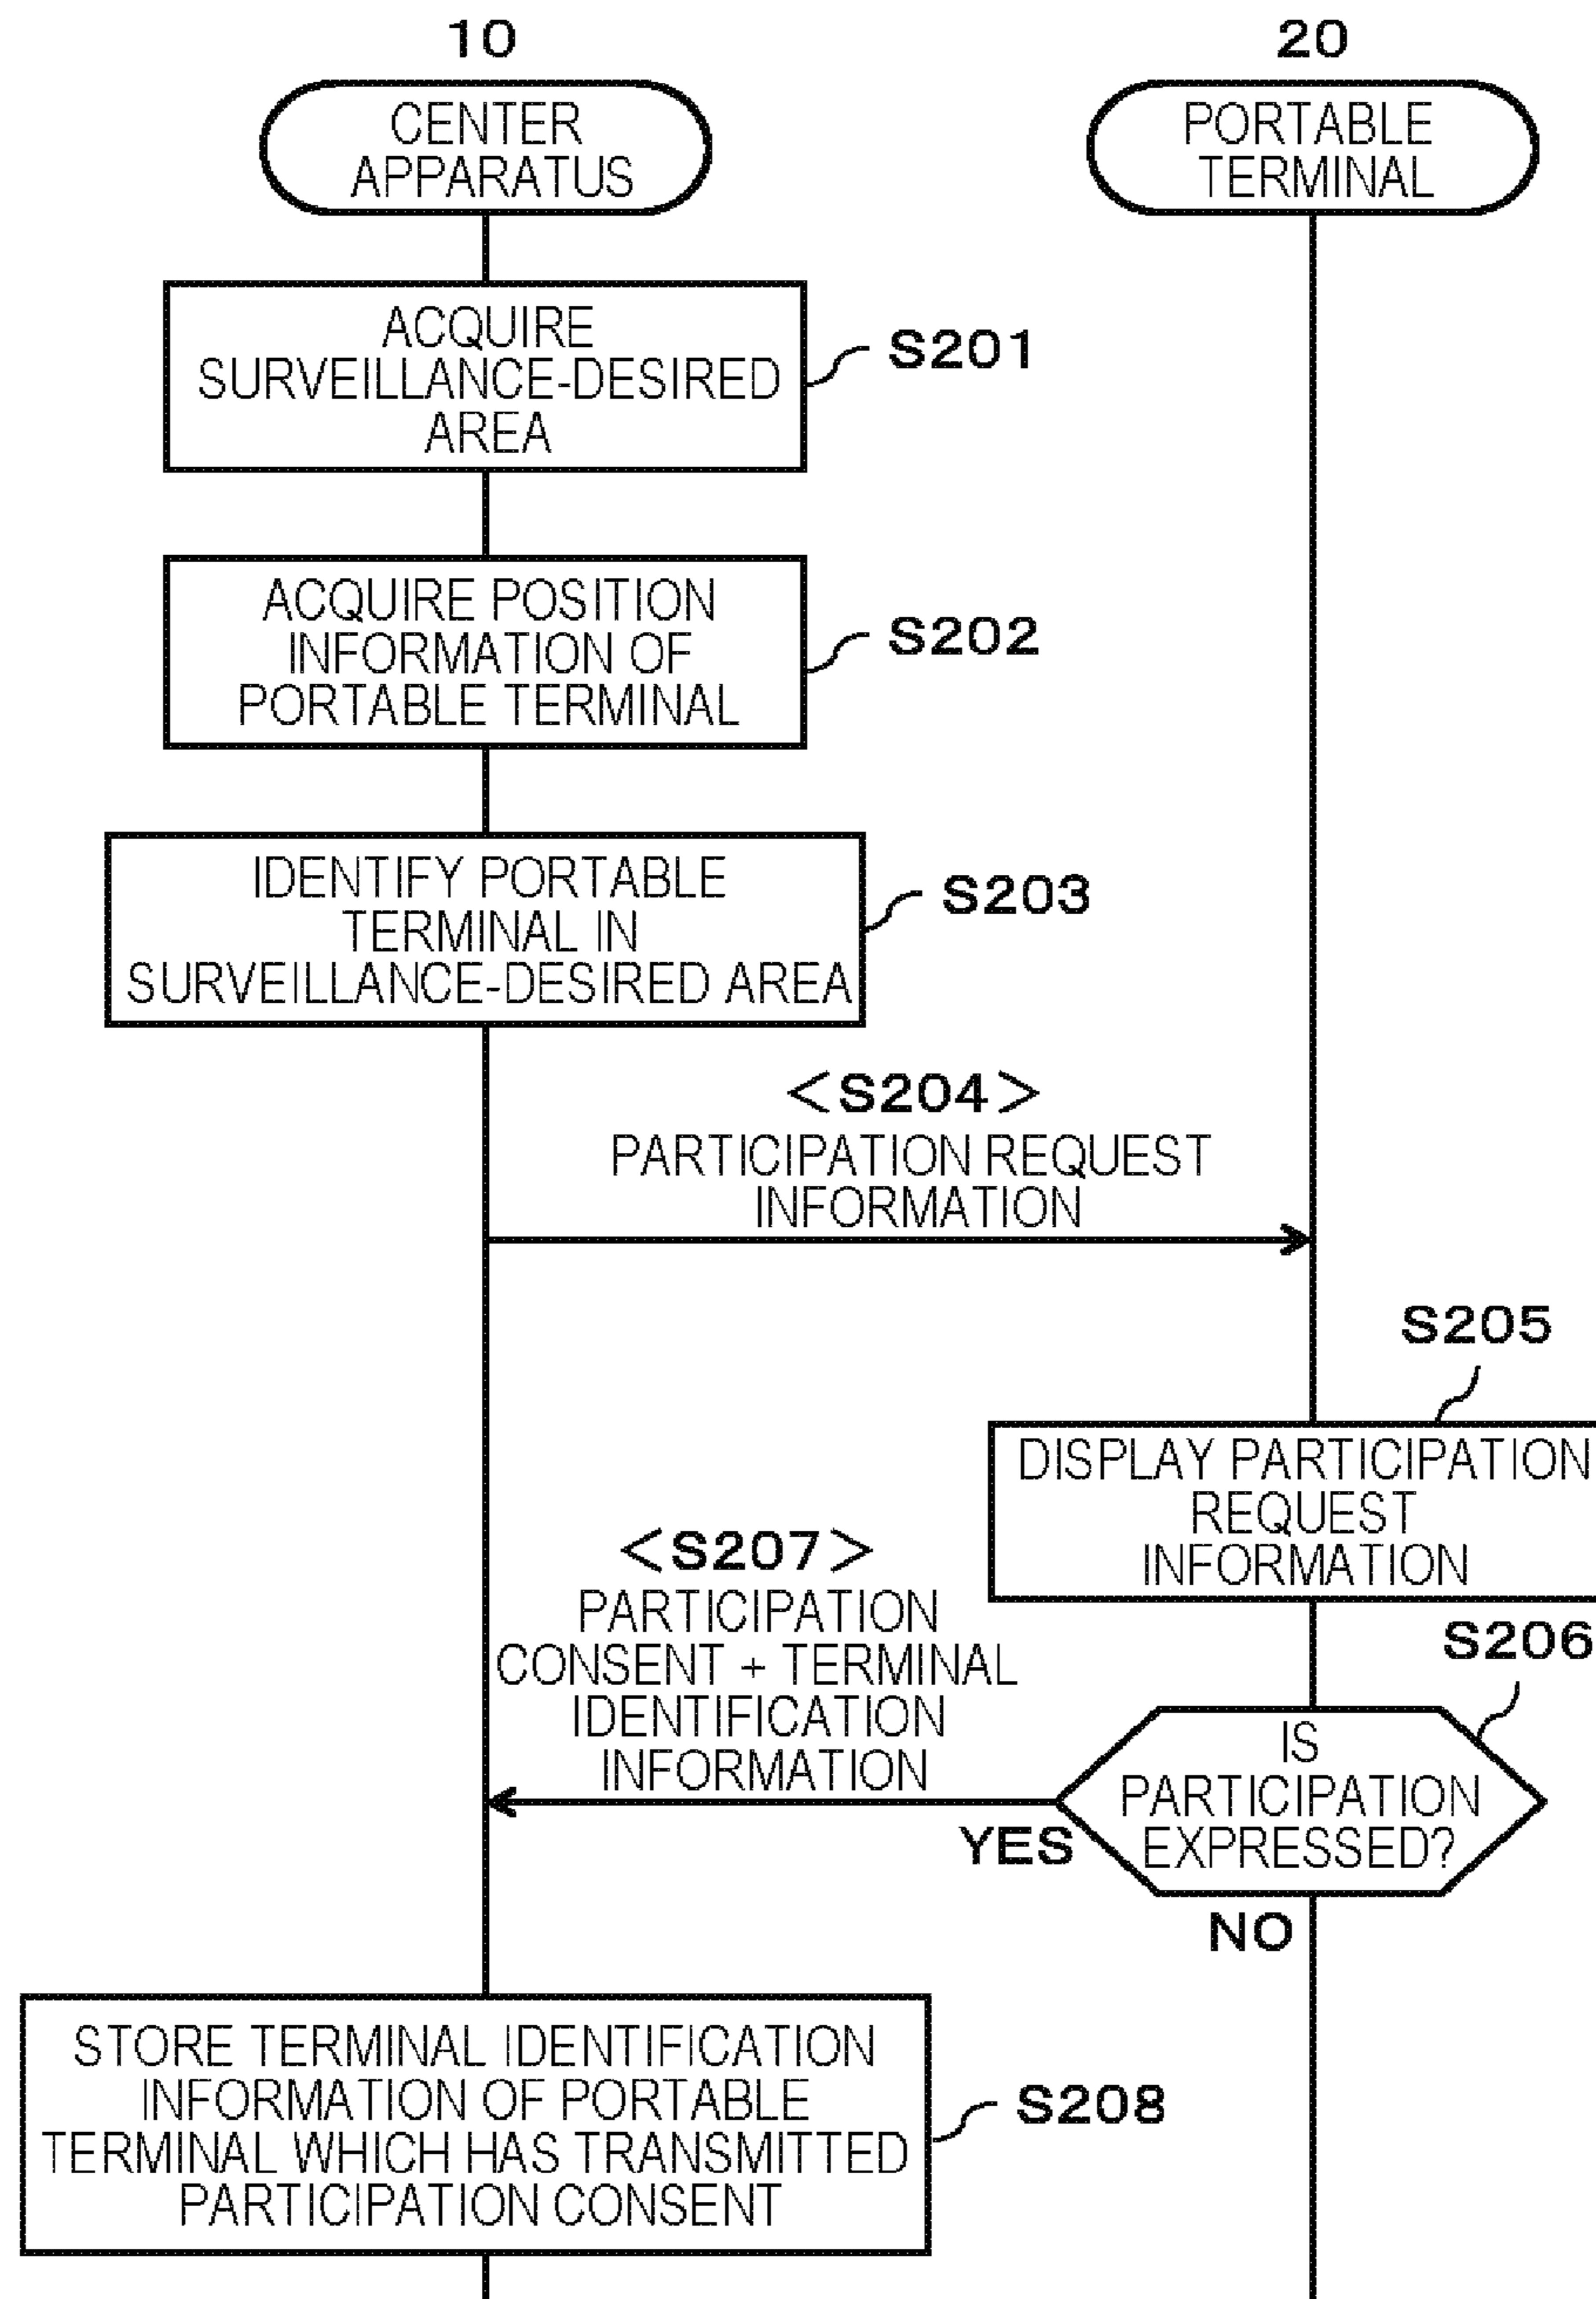 10
CENTER
APPARATUS
20
PORTABLE
TERMINAL
ACQUIRE
SURVEILLANCE-DESIRED
AREA
S201
ACQUIRE POSITION
INFORMATION OF
PORTABLE TERMINAL
S202
IDENTIFY PORTABLE
TERMINAL IN
SURVEILLANCE-DESIRED AREA
S203
<S204>
PARTICIPATION REQUEST
INFORMATION
S205
DISPLAY PARTICIPATION
REQUEST
INFORMATION
<S207>
PARTICIPATION
CONSENT + TERMINAL
IDENTIFICATION
INFORMATION
S206
IS
PARTICIPATION
EXPRESSED?
YES
NO
STORE TERMINAL IDENTIFICATION
INFORMATION OF PORTABLE
TERMINAL WHICH HAS TRANSMITTED
PARTICIPATION CONSENT
S208